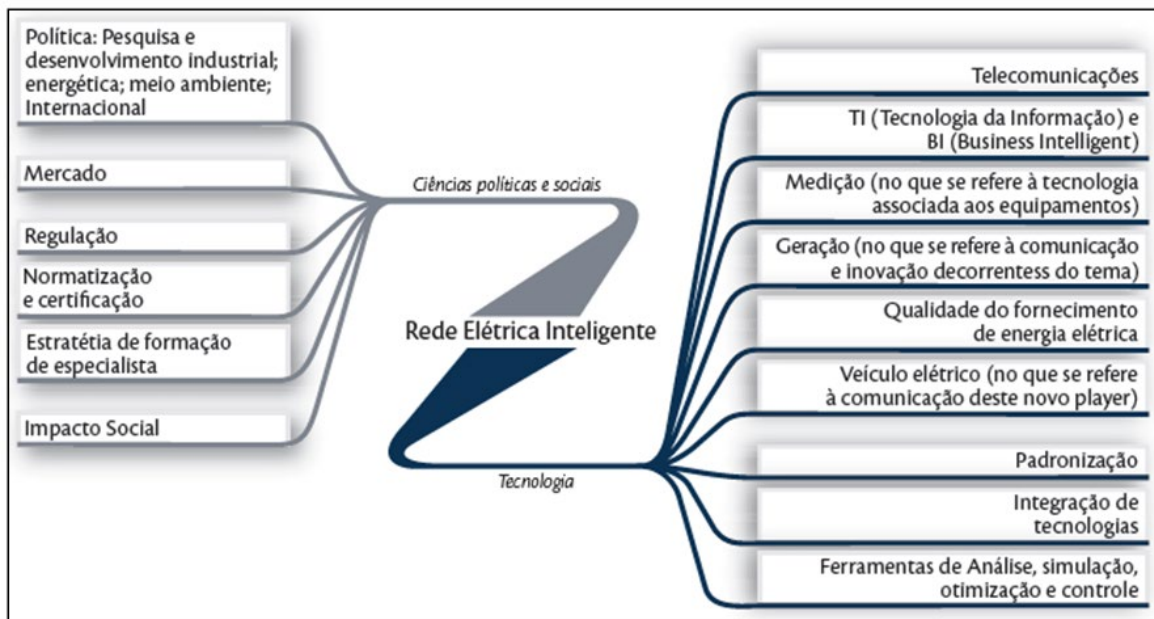 Política: Pesquisa e
desenvolvimento industrial;
energética; meio ambiente;
Internacional
Mercado
Regulação
Normatização
e certificação
Estratétia de formação
de especialista
Impacto Social
Ciências políticas e sociais
Rede Elétrica Inteligente
Tecnologia
Telecomunicações
TI (Tecnologia da Informação) e
BI (Business Intelligent)
Medição (no que se refere à tecnologia
associada aos equipamentos)
Geração (no que se refere à comunicação
e inovação decorrentess do tema)
Qualidade do fornecimento
de energia elétrica
Veículo elétrico (no que se refere
à comunicação deste novo player)
Padronização
Integração de
tecnologias
Ferramentas de Análise, simulação,
otimização e controle